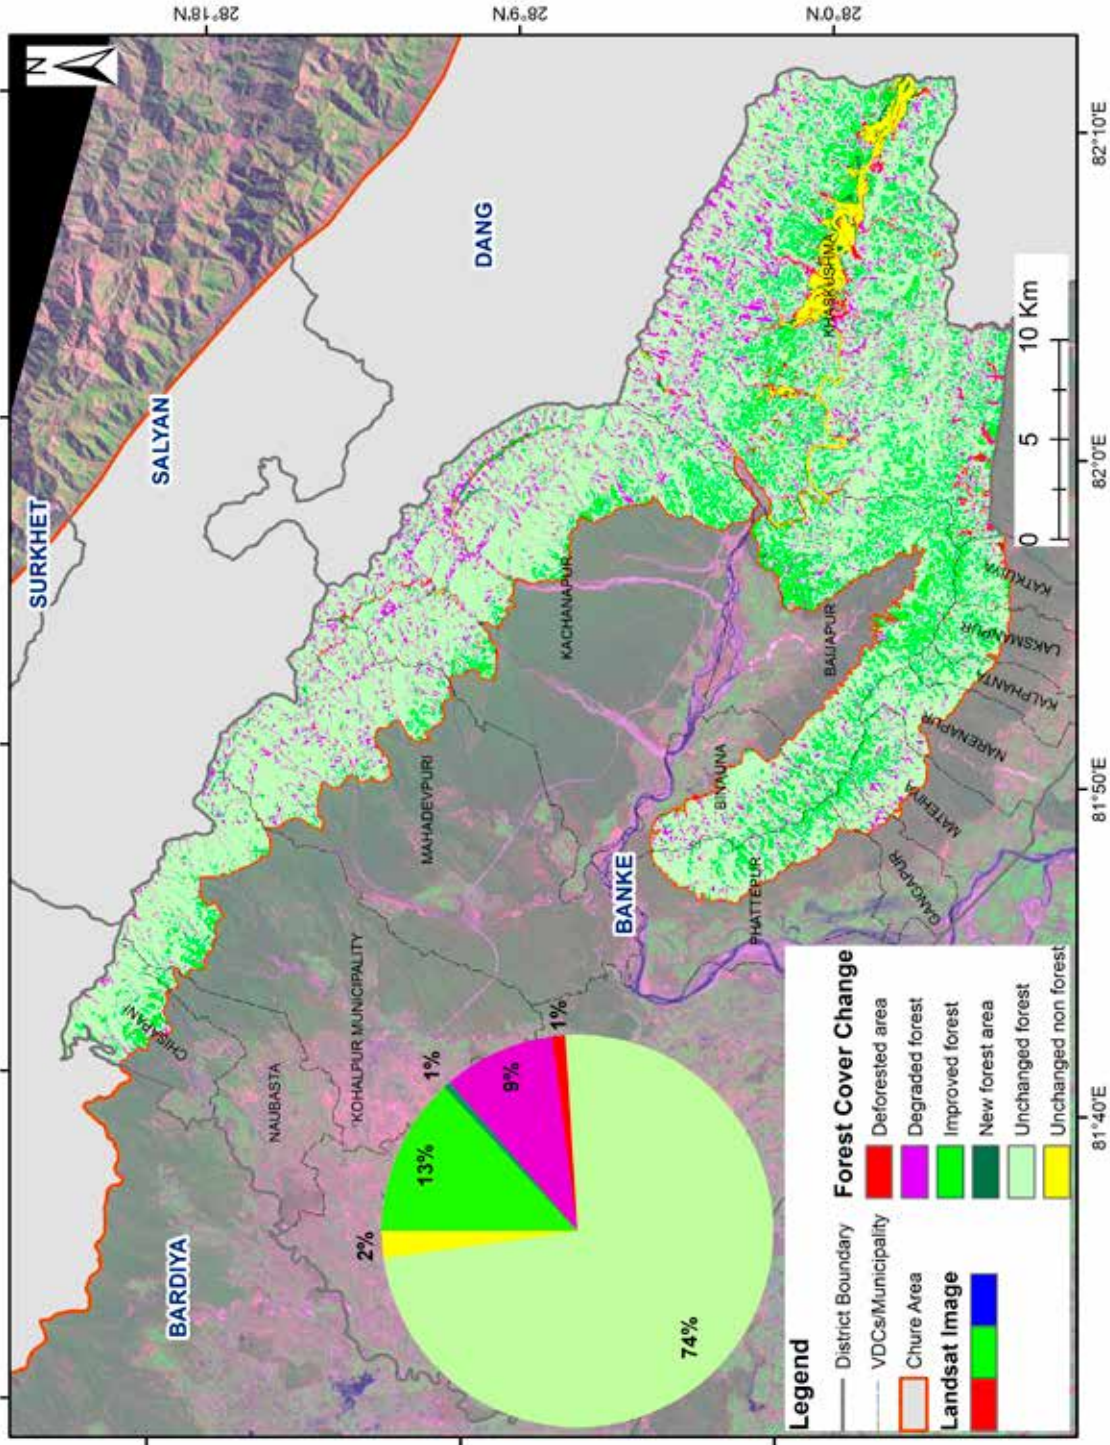 N
SURKHET
SALYAN
DANG
BARDIYA
BANKE
CHISAPANI
NAUBASTA
KOHALPUR MUNICIPALITY
MAHADEVPURI
KACHANAPUR
KHASKUSHMA
BAIJAPUR
BINAUNA
PHATTEPUR
GANGAPUR
MATEHIYA
NARENAPUR
KALPHANTA
LAKSMANPUR
KATKUIYA
28°18'N
28°9'N
28°0'N
81°40'E
81°50'E
82°0'E
82°10'E
0 5 10 Km
2%
13%
1%
9%
1%
74%
Legend
District Boundary
VDCs/Municipality
Chure Area
Landsat Image
Forest Cover Change
Deforested area
Degraded forest
Improved forest
New forest area
Unchanged forest
Unchanged non forest